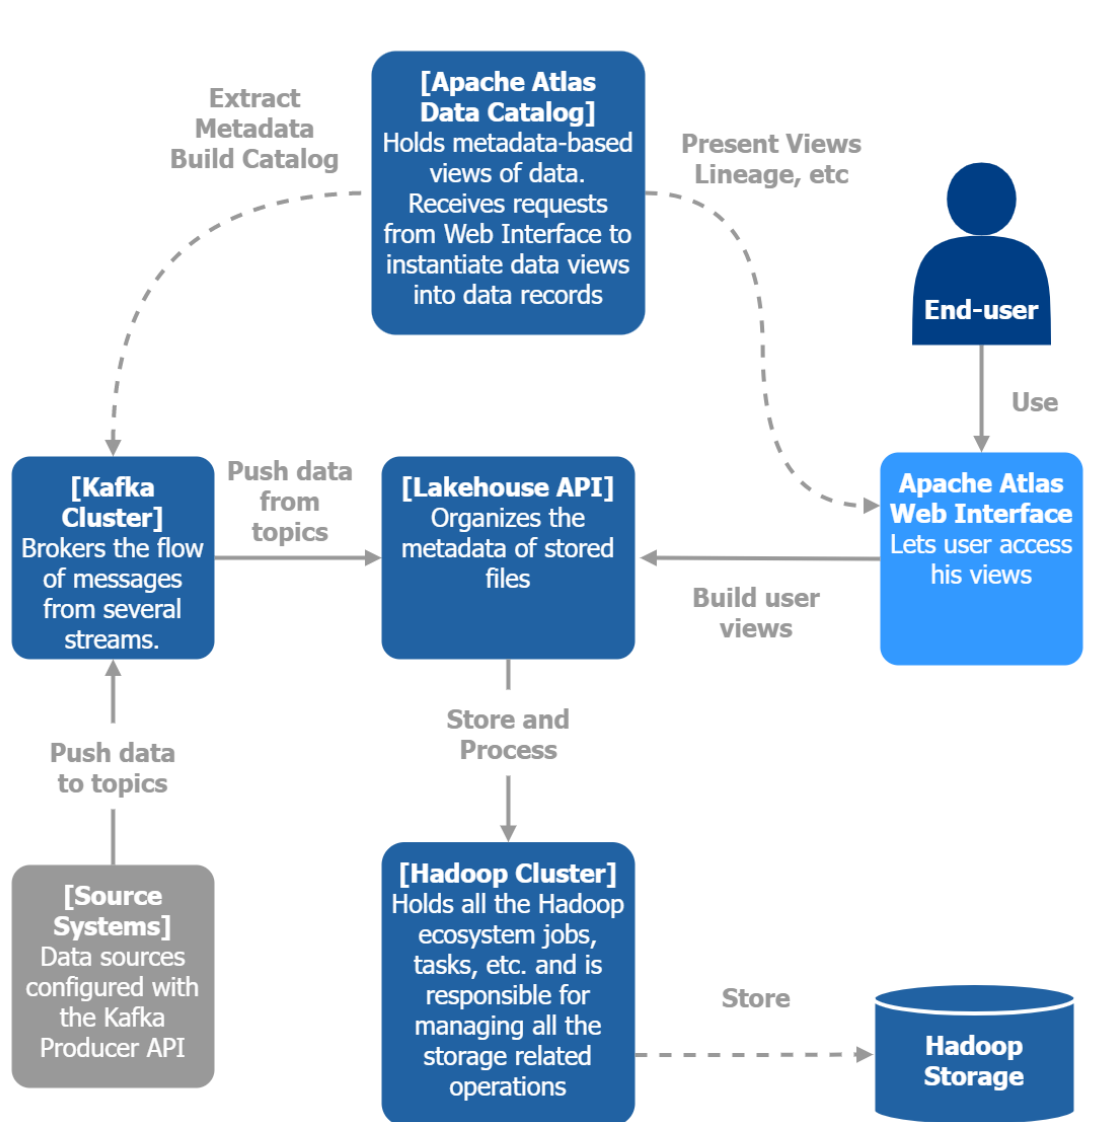 [Apache Atlas
Data Catalog]
Holds metadata-based
views of data.
Receives requests
from Web Interface to
instantiate data views
into data records
Extract
Metadata
Build Catalog
Present Views
Lineage, etc
End-user
Use
[Kafka
Cluster]
Brokers the flow
of messages
from several
streams.
Push data
from
topics
[Lakehouse API]
Organizes the
metadata of stored
files
Apache Atlas
Web Interface
Lets user access
his views
Build user
views
Push data
to topics
Store and
Process
[Source
Systems]
Data sources
configured with
the Kafka
Producer API
[Hadoop Cluster]
Holds all the Hadoop
ecosystem jobs,
tasks, etc. and is
responsible for
managing all the
storage related
operations
Store
Hadoop
Storage